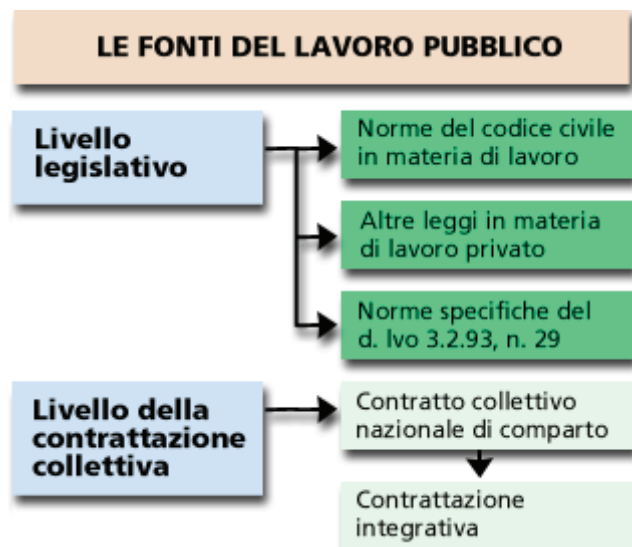 LE FONTI DEL LAVORO PUBBLICO
Livello
legislativo
Norme del codice civile
in materia di lavoro
Altre leggi in materia
di lavoro privato
Norme specifiche del
d. lvo 3.2.93, n. 29
Livello della
contrattazione
collettiva
Contratto collettivo
nazionale di comparto
Contrattazione
integrativa